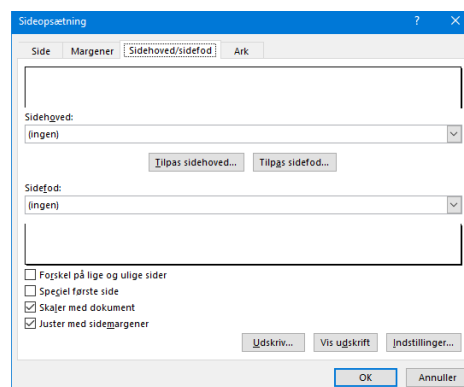 Sideopsætning
Side Margener Sidehoved/sidefod Ark
Sidehoved:
(ingen)
Tilpas sidehoved... Tilpas sidefod...
Sidefod:
(ingen)
Forskel på lige og ulige sider
Speciel første side
Skaler med dokument
Juster med sidemargener
Udskriv... Vis udskrift Indstillinger...
OK Annuller